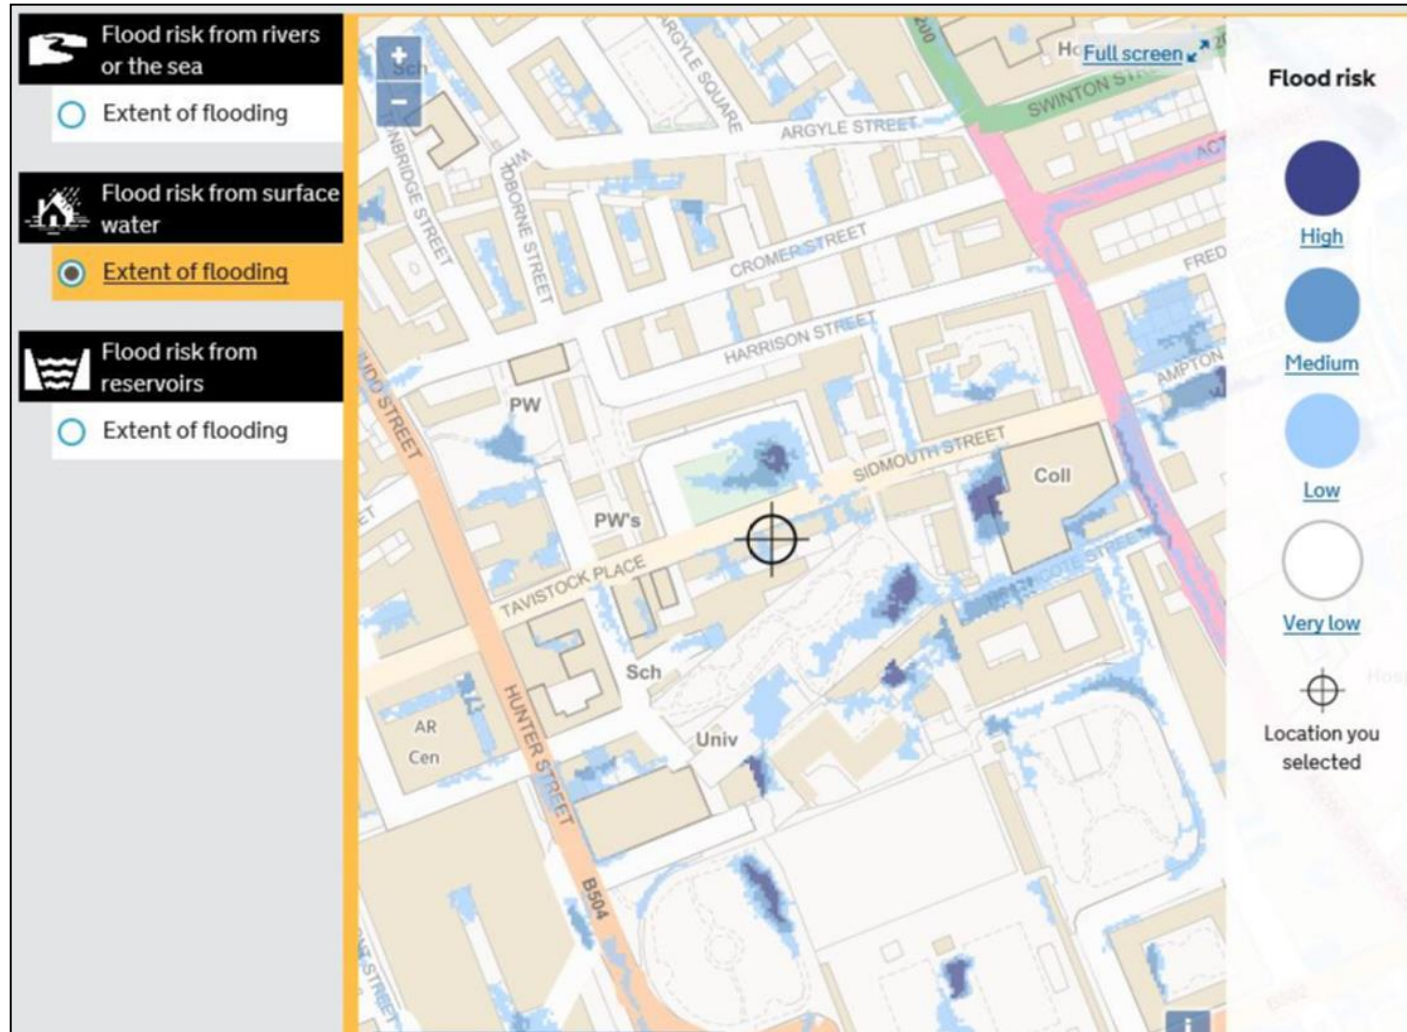 Flood risk from rivers
or the sea
Extent of flooding
Flood risk from surface
water
Extent of flooding
Flood risk from
reservoirs
Extent of flooding
+
−
Sch
Full screen
ARGYLE SQUARE
ARGYLE STREET
SWINTON
CROMER STREET
HARRISON STREET
FRED
AMPTON
PW
SIDMOUTH STREET
Coll
PW's
TAVISTOCK PLACE
Sch
HUNTER STREET
AR
Cen
Univ
B504
i
Flood risk
High
Medium
Low
Very low
Location you
selected